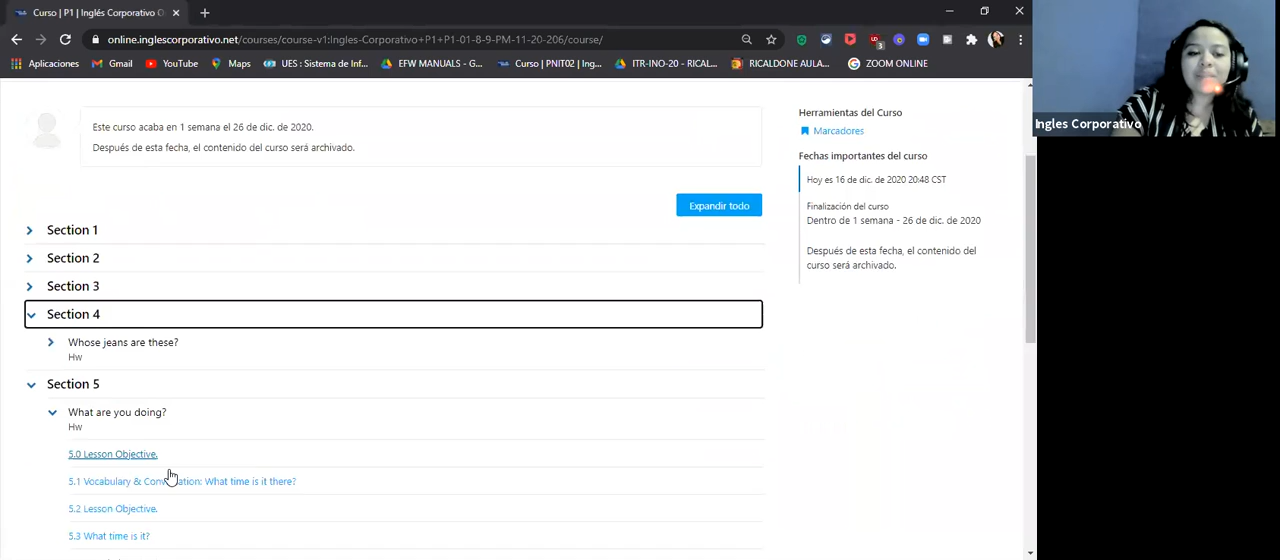 Curso | P1 | Inglés Corporativo O
online.inglescorporativo.net/courses/course-v1:Ingles-Corporativo+P1+P1-01-8-9-PM-11-20-206/course/
Aplicaciones Gmail YouTube Maps UES : Sistema de Inf... EFW MANUALS - G... Curso | PNIT02 | Ing... ITR-INO-20 - RICAL... RICALDONE AULA... ZOOM ONLINE
Este curso acaba en 1 semana el 26 de dic. de 2020.
Después de esta fecha, el contenido del curso será archivado.
Expandir todo
Section 1
Section 2
Section 3
Section 4
Whose jeans are these?
Hw
Section 5
What are you doing?
Hw
5.0 Lesson Objective.
5.1 Vocabulary & What time is it there?
5.2 Lesson Objective.
5.3 What time is it?
Herramientas del Curso
Marcadores
Fechas importantes del curso
Hoy es 16 de dic. de 2020 20:48 CST
Finalización del curso
Dentro de 1 semana - 26 de dic. de 2020
Después de esta fecha, el contenido del
curso será archivado.
Ingles Corporativo